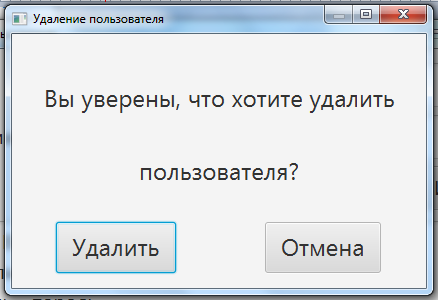 Удаление пользователя
Вы уверены, что хотите удалить
пользователя?
Удалить
Отмена